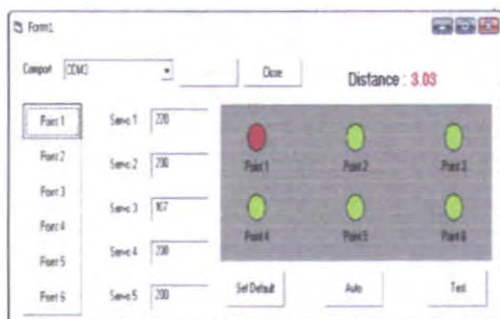 Form1
Comport COM3 Close Distance : 3.03
Point 1 Servo 1
Point 2 Servo 2 200 Point 1 Point 2 Point 3
Point 3 Servo 3 167
Point 4 Servo 4 Point 4 Point 5 Point 6
Point 5
Point 6 Servo 5 200 Set Default Auto Test